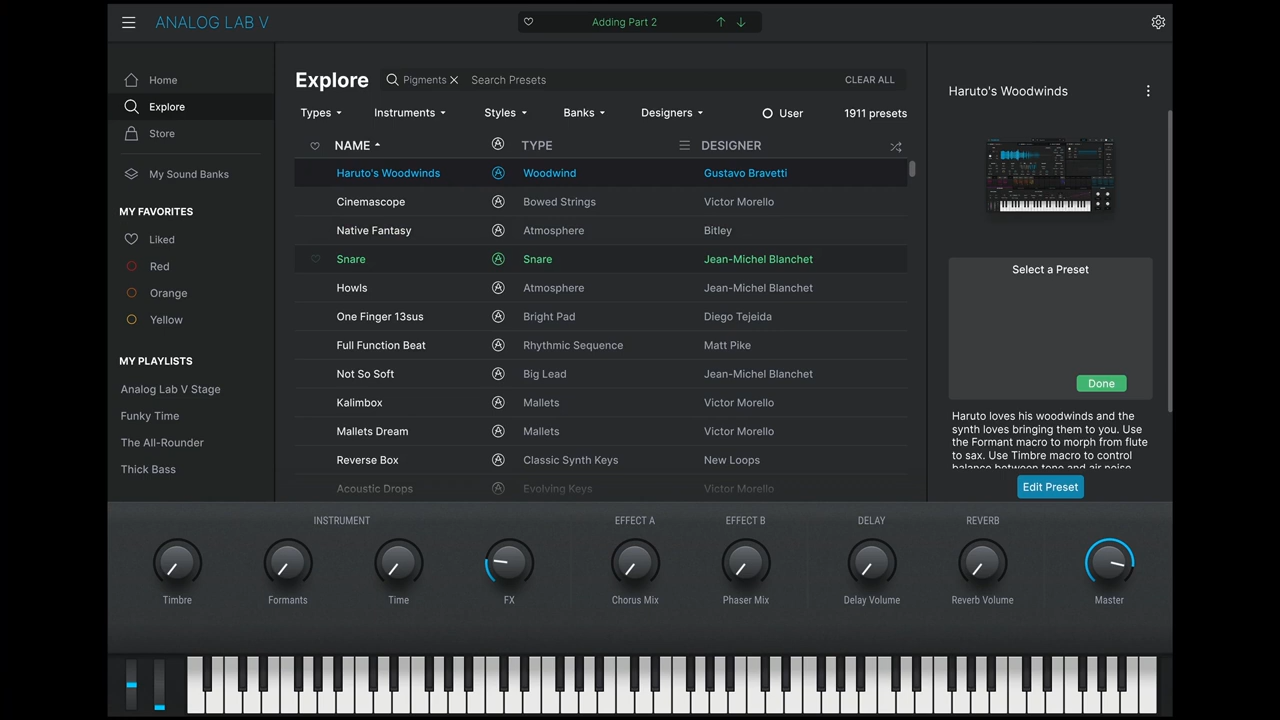 ANALOG LAB V
Adding Part 2
Home
Explore
Store
My Sound Banks
MY FAVORITES
Liked
Red
Orange
Yellow
MY PLAYLISTS
Analog Lab V Stage
Funky Time
The All-Rounder
Thick Bass
Explore Pigments Search Presets CLEAR ALL
Types Instruments Styles Banks Designers User 1911 presets
NAME TYPE DESIGNER
Haruto's Woodwinds Woodwind Gustavo Bravetti
Cinemascope Bowed Strings Victor Morello
Native Fantasy Atmosphere Bitley
Snare Snare Jean-Michel Blanchet
Howls Atmosphere Jean-Michel Blanchet
One Finger 13sus Bright Pad Diego Tejeida
Full Function Beat Rhythmic Sequence Matt Pike
Not So Soft Big Lead Jean-Michel Blanchet
Kalimbox Mallets Victor Morello
Mallets Dream Mallets Victor Morello
Reverse Box Classic Synth Keys New Loops
Acoustic Drops Evolving Keys Victor Morello
Haruto's Woodwinds
Select a Preset
Done
Haruto loves his woodwinds and the
synth loves bringing them to you. Use
the Formant macro to morph from flute
to sax. Use Timbre macro to control
balance between tone and air noise
Edit Preset
INSTRUMENT EFFECT A EFFECT B DELAY REVERB
Timbre Formants Time FX Chorus Mix Phaser Mix Delay Volume Reverb Volume Master